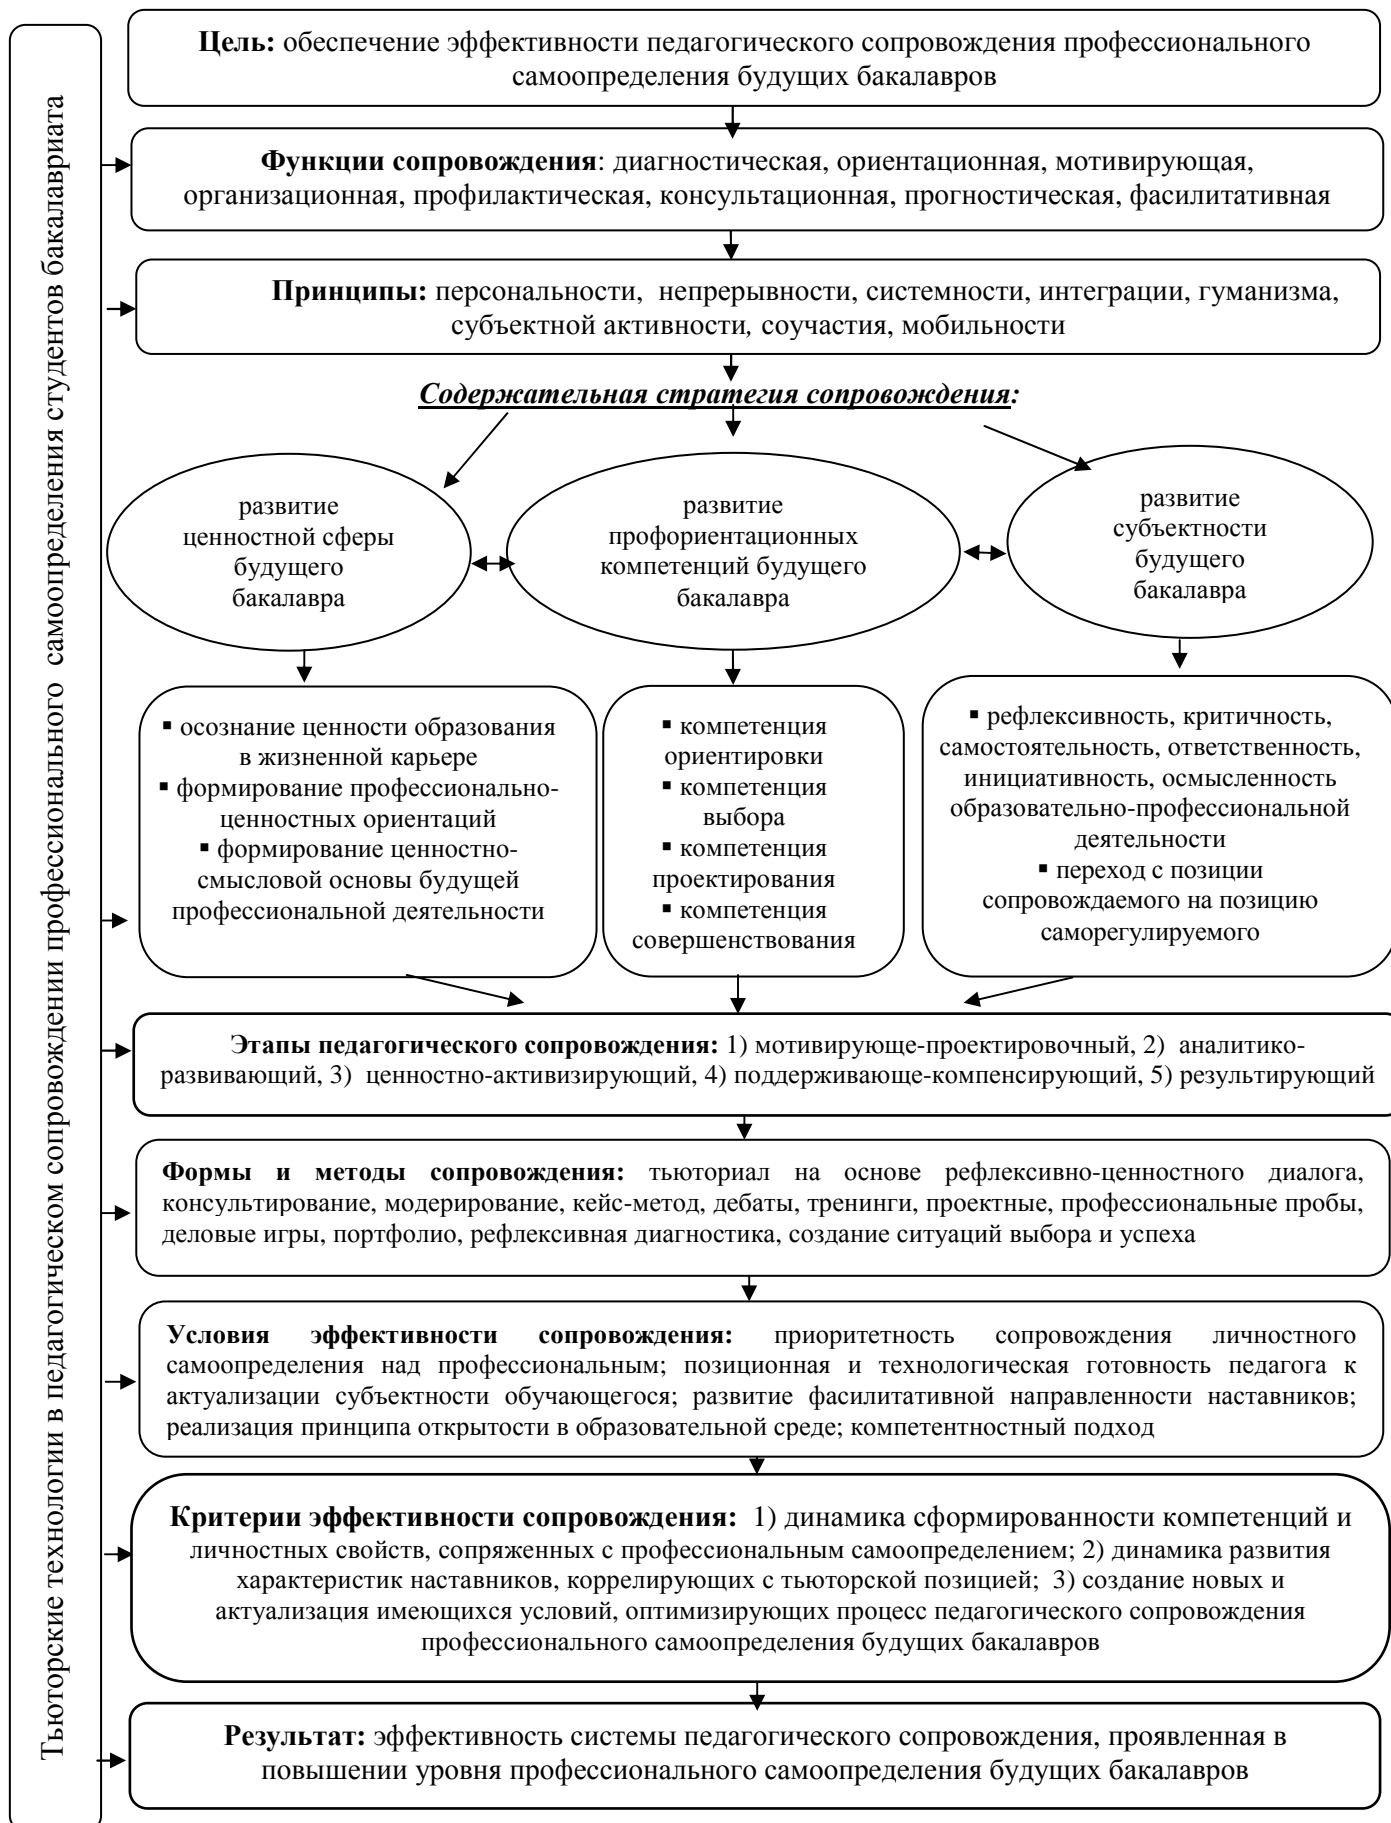 Тьюторские технологии в педагогическом сопровождении профессионального самоопределения студентов бакалавриата
Цель: обеспечение эффективности педагогического сопровождения профессионального
самоопределения будущих бакалавров
Функции сопровождения: диагностическая, ориентационная, мотивирующая,
организационная, профилактическая, консультационная, прогностическая, фасилитативная
Принципы: персональности, непрерывности, системности, интеграции, гуманизма,
субъектной активности, соучастия, мобильности
Содержательная стратегия сопровождения:
развитие
ценностной сферы
будущего
бакалавра
развитие
профориентационных
компетенций будущего
бакалавра
развитие
субъектности
будущего
бакалавра
▪ осознание ценности образования
в жизненной карьере
▪ формирование профессионально-
ценностных ориентаций
▪ формирование ценностно-
смысловой основы будущей
профессиональной деятельности
▪ компетенция
ориентировки
▪ компетенция
выбора
▪ компетенция
проектирования
▪ компетенция
совершенствования
▪ рефлексивность, критичность,
самостоятельность, ответственность,
инициативность, осмысленность
образовательно-профессиональной
деятельности
▪ переход с позиции
сопровождаемого на позицию
саморегулируемого
Этапы педагогического сопровождения: 1) мотивирующе-проектировочный, 2) аналитико-
развивающий, 3) ценностно-активизирующий, 4) поддерживающе-компенсирующий, 5) результирующий
Формы и методы сопровождения: тьюториал на основе рефлексивно-ценностного диалога,
консультирование, модерирование, кейс-метод, дебаты, тренинги, проектные, профессиональные пробы,
деловые игры, портфолио, рефлексивная диагностика, создание ситуаций выбора и успеха
Условия эффективности сопровождения: приоритетность сопровождения личностного
самоопределения над профессиональным; позиционная и технологическая готовность педагога к
актуализации субъектности обучающегося; развитие фасилитативной направленности наставников;
реализация принципа открытости в образовательной среде; компетентностный подход
Критерии эффективности сопровождения: 1) динамика сформированности компетенций и
личностных свойств, сопряженных с профессиональным самоопределением; 2) динамика развития
характеристик наставников, коррелирующих с тьюторской позицией; 3) создание новых и
актуализация имеющихся условий, оптимизирующих процесс педагогического сопровождения
профессионального самоопределения будущих бакалавров
Результат: эффективность системы педагогического сопровождения, проявленная в
повышении уровня профессионального самоопределения будущих бакалавров